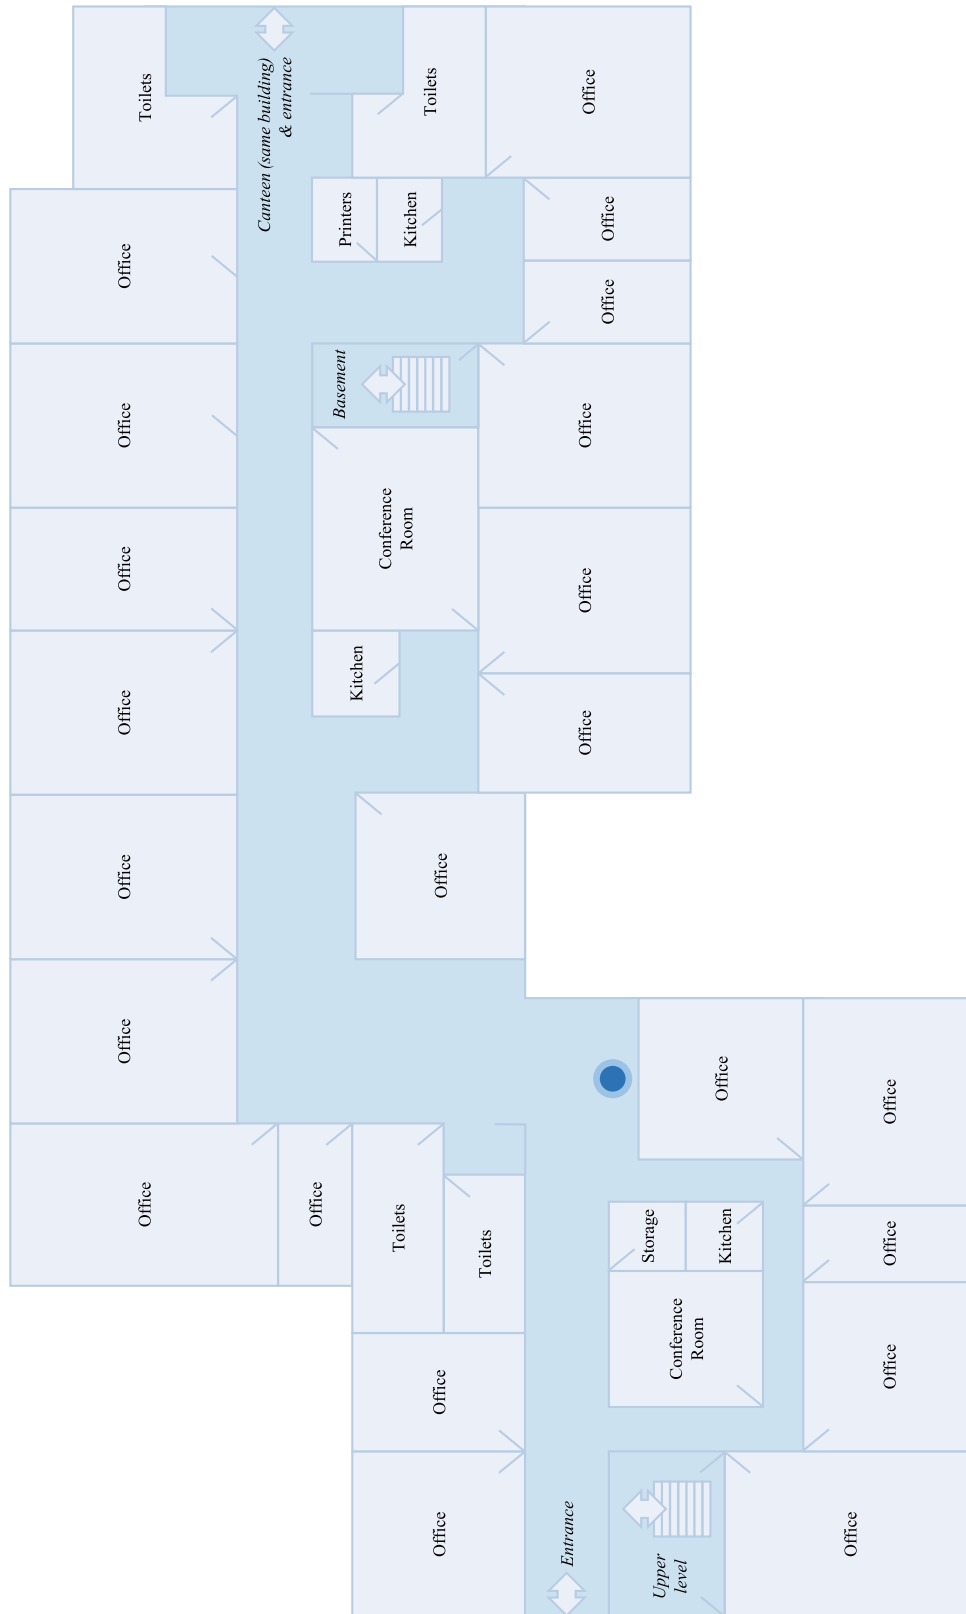 Toilets
Canteen (same building)
& entrance
Toilets
Office
Office
Printers
Kitchen
Office
Office
Office
Basement
Office
Conference
Room
Office
Office
Office
Kitchen
Office
Office
Office
Office
Office
Office
Office
Office
Office
Toilets
Toilets
Storage
Kitchen
Office
Conference
Room
Office
Office
Office
Entrance
Upper
level
Office